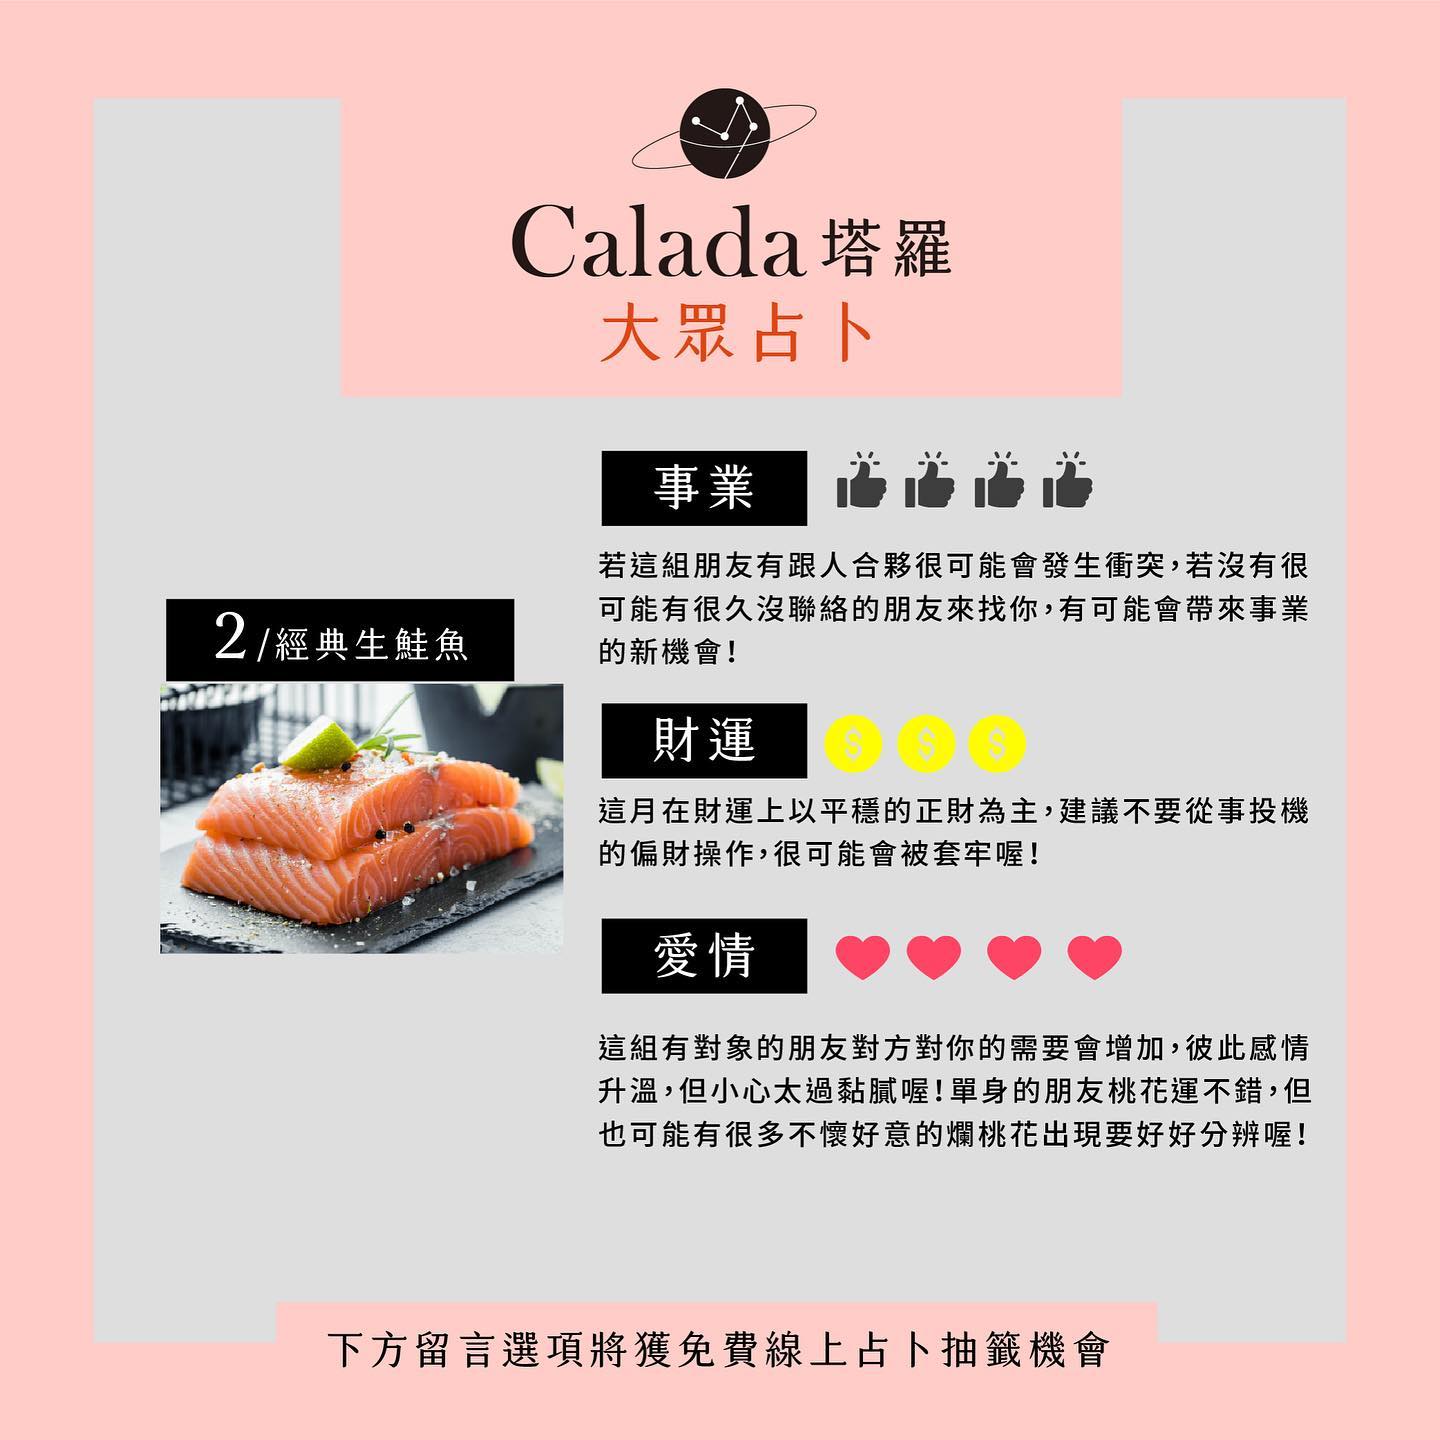 Calada 塔羅
大眾占卜
2/經典生鮭魚
事業
若這組朋友有跟人合夥很可能會發生衝突,若沒有很
可能有很久沒聯絡的朋友來找你,有可能會帶來事業
的新機會!
財運
$ $ $
這月在財運上以平穩的正財為主,建議不要從事投機
的偏財操作,很可能會被套牢喔!
愛情
這組有對象的朋友對方對你的需要會增加,彼此感情
升溫,但小心太過黏膩喔!單身的朋友桃花運不錯,但
也可能有很多不懷好意的爛桃花出現要好好分辨喔!
下方留言選項將獲免費線上占卜抽籤機會